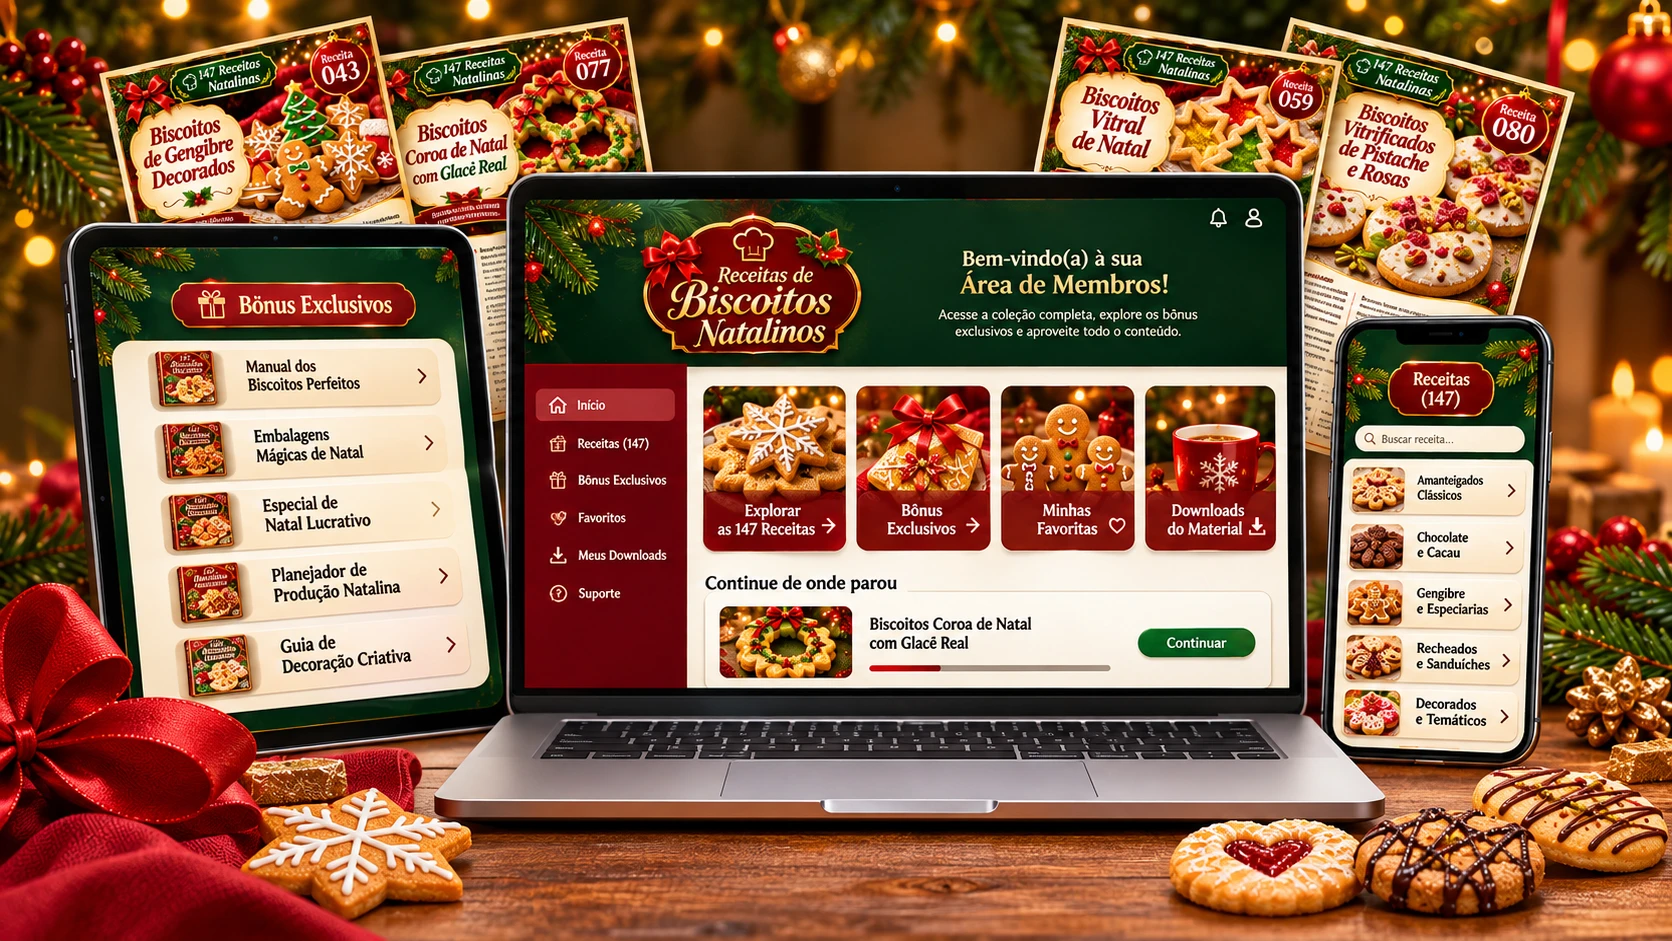 147 Receitas
Natalinas
Receita
043
Biscoitos
de Gengibre
Decorados
147 Receitas
Natalinas
Receita
077
Biscoitos
Coroa de Natal
com Glacê Real
147 Receitas
Natalinas
Receita
059
Biscoitos
Vitral
de Natal
147 Receitas
Natalinas
Receita
080
Biscoitos
Vitrificados
de Pistache
e Rosas
Bönus Exclusivos
Manual dos
Biscoitos Perfeitos
Embalagens
Mágicas de Natal
Especial de
Natal Lucrativo
Planejador de
Produção Natalina
Guia de
Decoração Criativa
Receitas de
Biscoitos
Natalinos
Bem-vindo(a) à sua
Área de Membros!
Acesse a coleção completa, explore os bônus
exclusivos e aproveite todo o conteúdo.
Início
Receitas (147)
Bônus Exclusivos
Favoritos
Meus Downloads
Suporte
Explorar
as 147 Receitas
Bônus
Exclusivos
Minhas
Favoritas
Downloads
do Material
Continue de onde parou
Biscoitos Coroa de Natal
com Glacê Real
Continuar
Receitas
(147)
Buscar receita...
Amanteigados
Clássicos
Chocolate
e Cacau
Gengibre
e Especiarias
Recheados
e Sanduíches
Decorados
e Temáticos